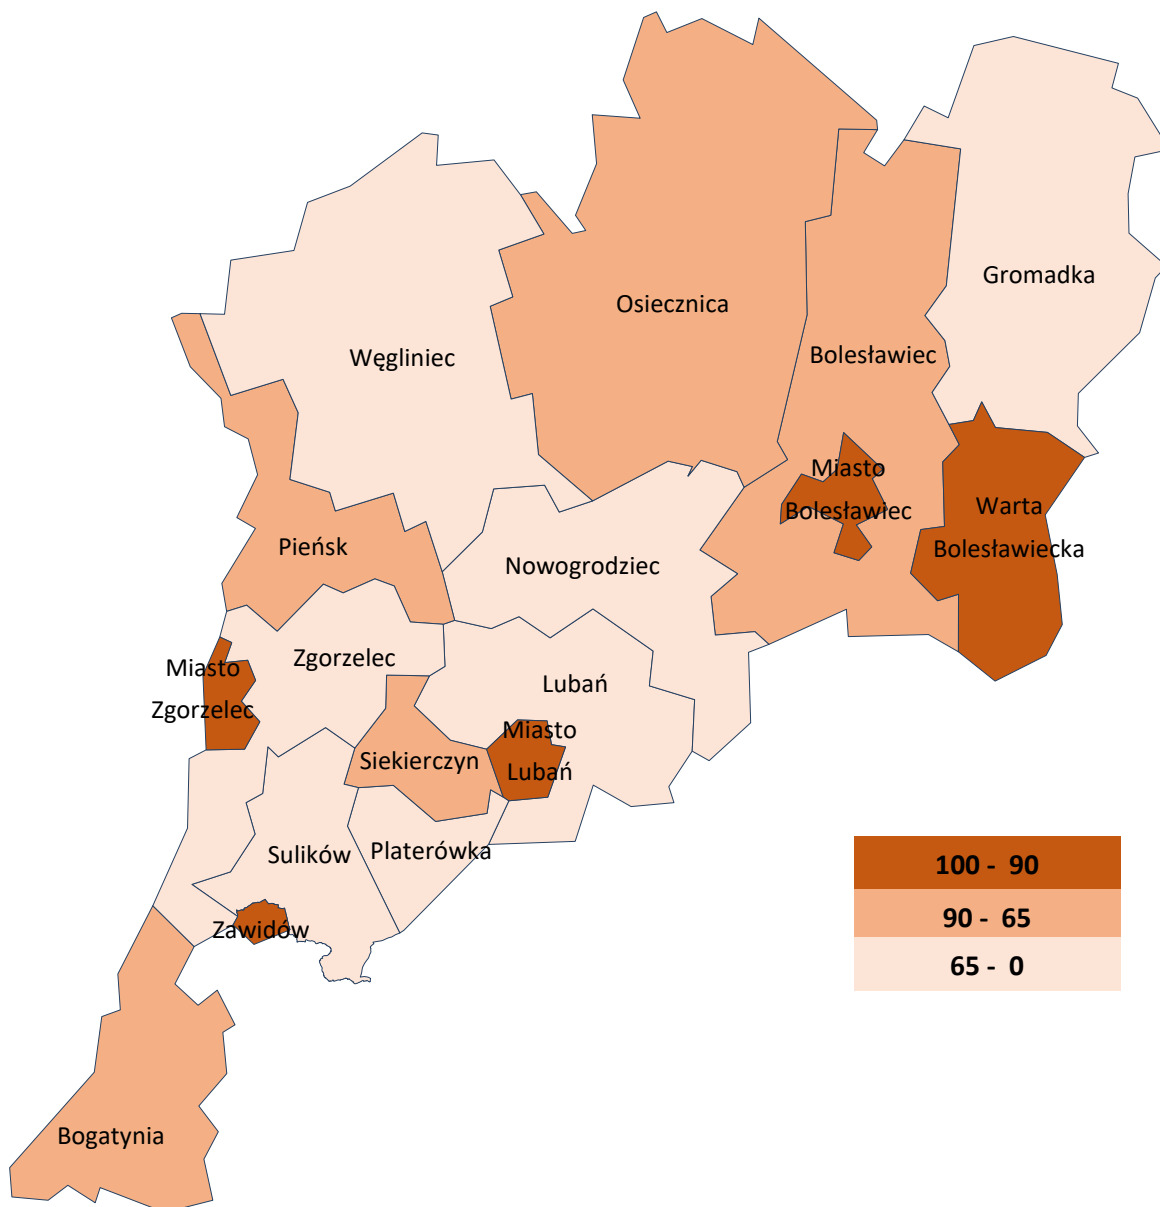 Gromadka
Osiecznica
Bolesławiec
Węgliniec
Miasto
Bolesławiec
Warta
Bolesławiecka
Pieńsk
Nowogrodziec
Zgorzelec
Miasto
Zgorzelec
Lubań
Miasto
Lubań
Siekierczyn
Sulików
Platerówka
Zawidów
Bogatynia
100 - 90
90 - 65
65 - 0